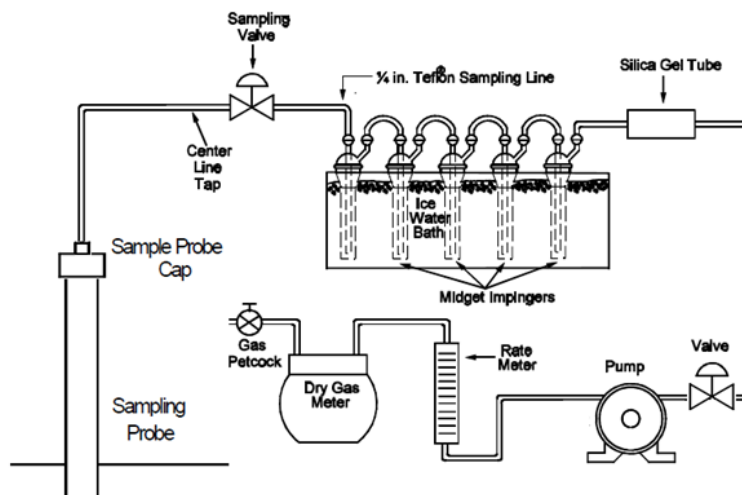 Sampling
Valve
¼ in. Teflon® Sampling Line
Silica Gel Tube
Center
Line
Tap
Ice
Water
Bath
Sample Probe
Cap
Midget Impingers
Gas
Petcock
Rate
Meter
Valve
Pump
Dry Gas
Meter
Sampling
Probe